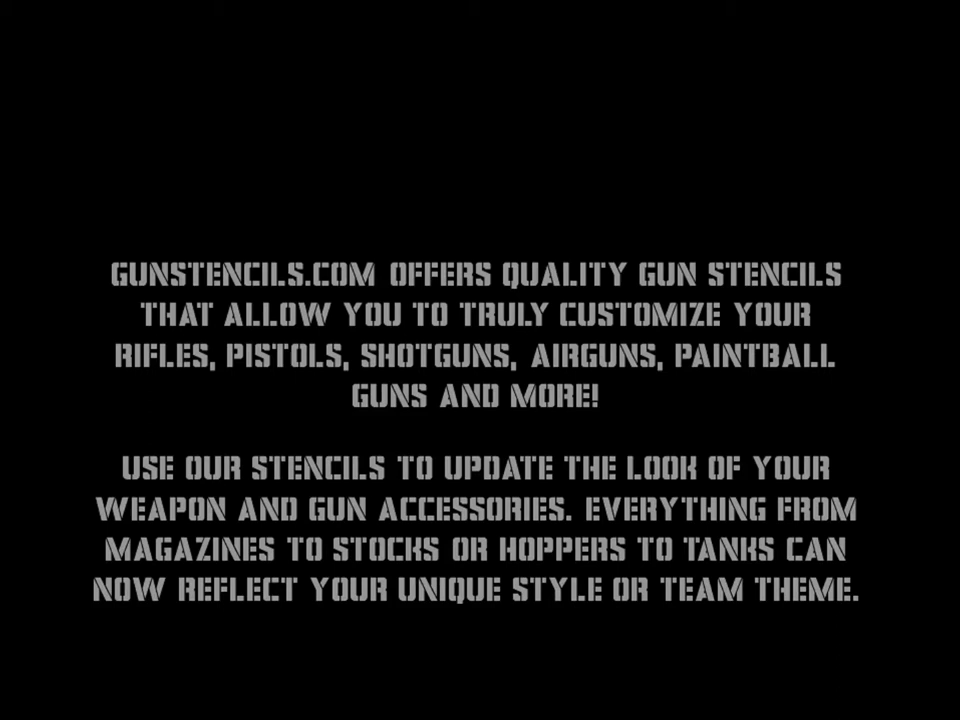 GUNSTENCILS.COM OFFERS QUALITY GUN STENCILS
THAT ALLOW YOU TO TRULY CUSTOMIZE YOUR
RIFLES, PISTOLS, SHOTGUNS, AIRGUNS, PAINTBALL
GUNS AND MORE!
USE OUR STENCILS TO UPDATE THE LOOK OF YOUR
WEAPON AND GUN ACCESSORIES. EVERYTHING FROM
MAGAZINES TO STOCKS OR HOPPERS TO TANKS CAN
NOW REFLECT YOUR UNIQUE STYLE OR TEAM THEME.